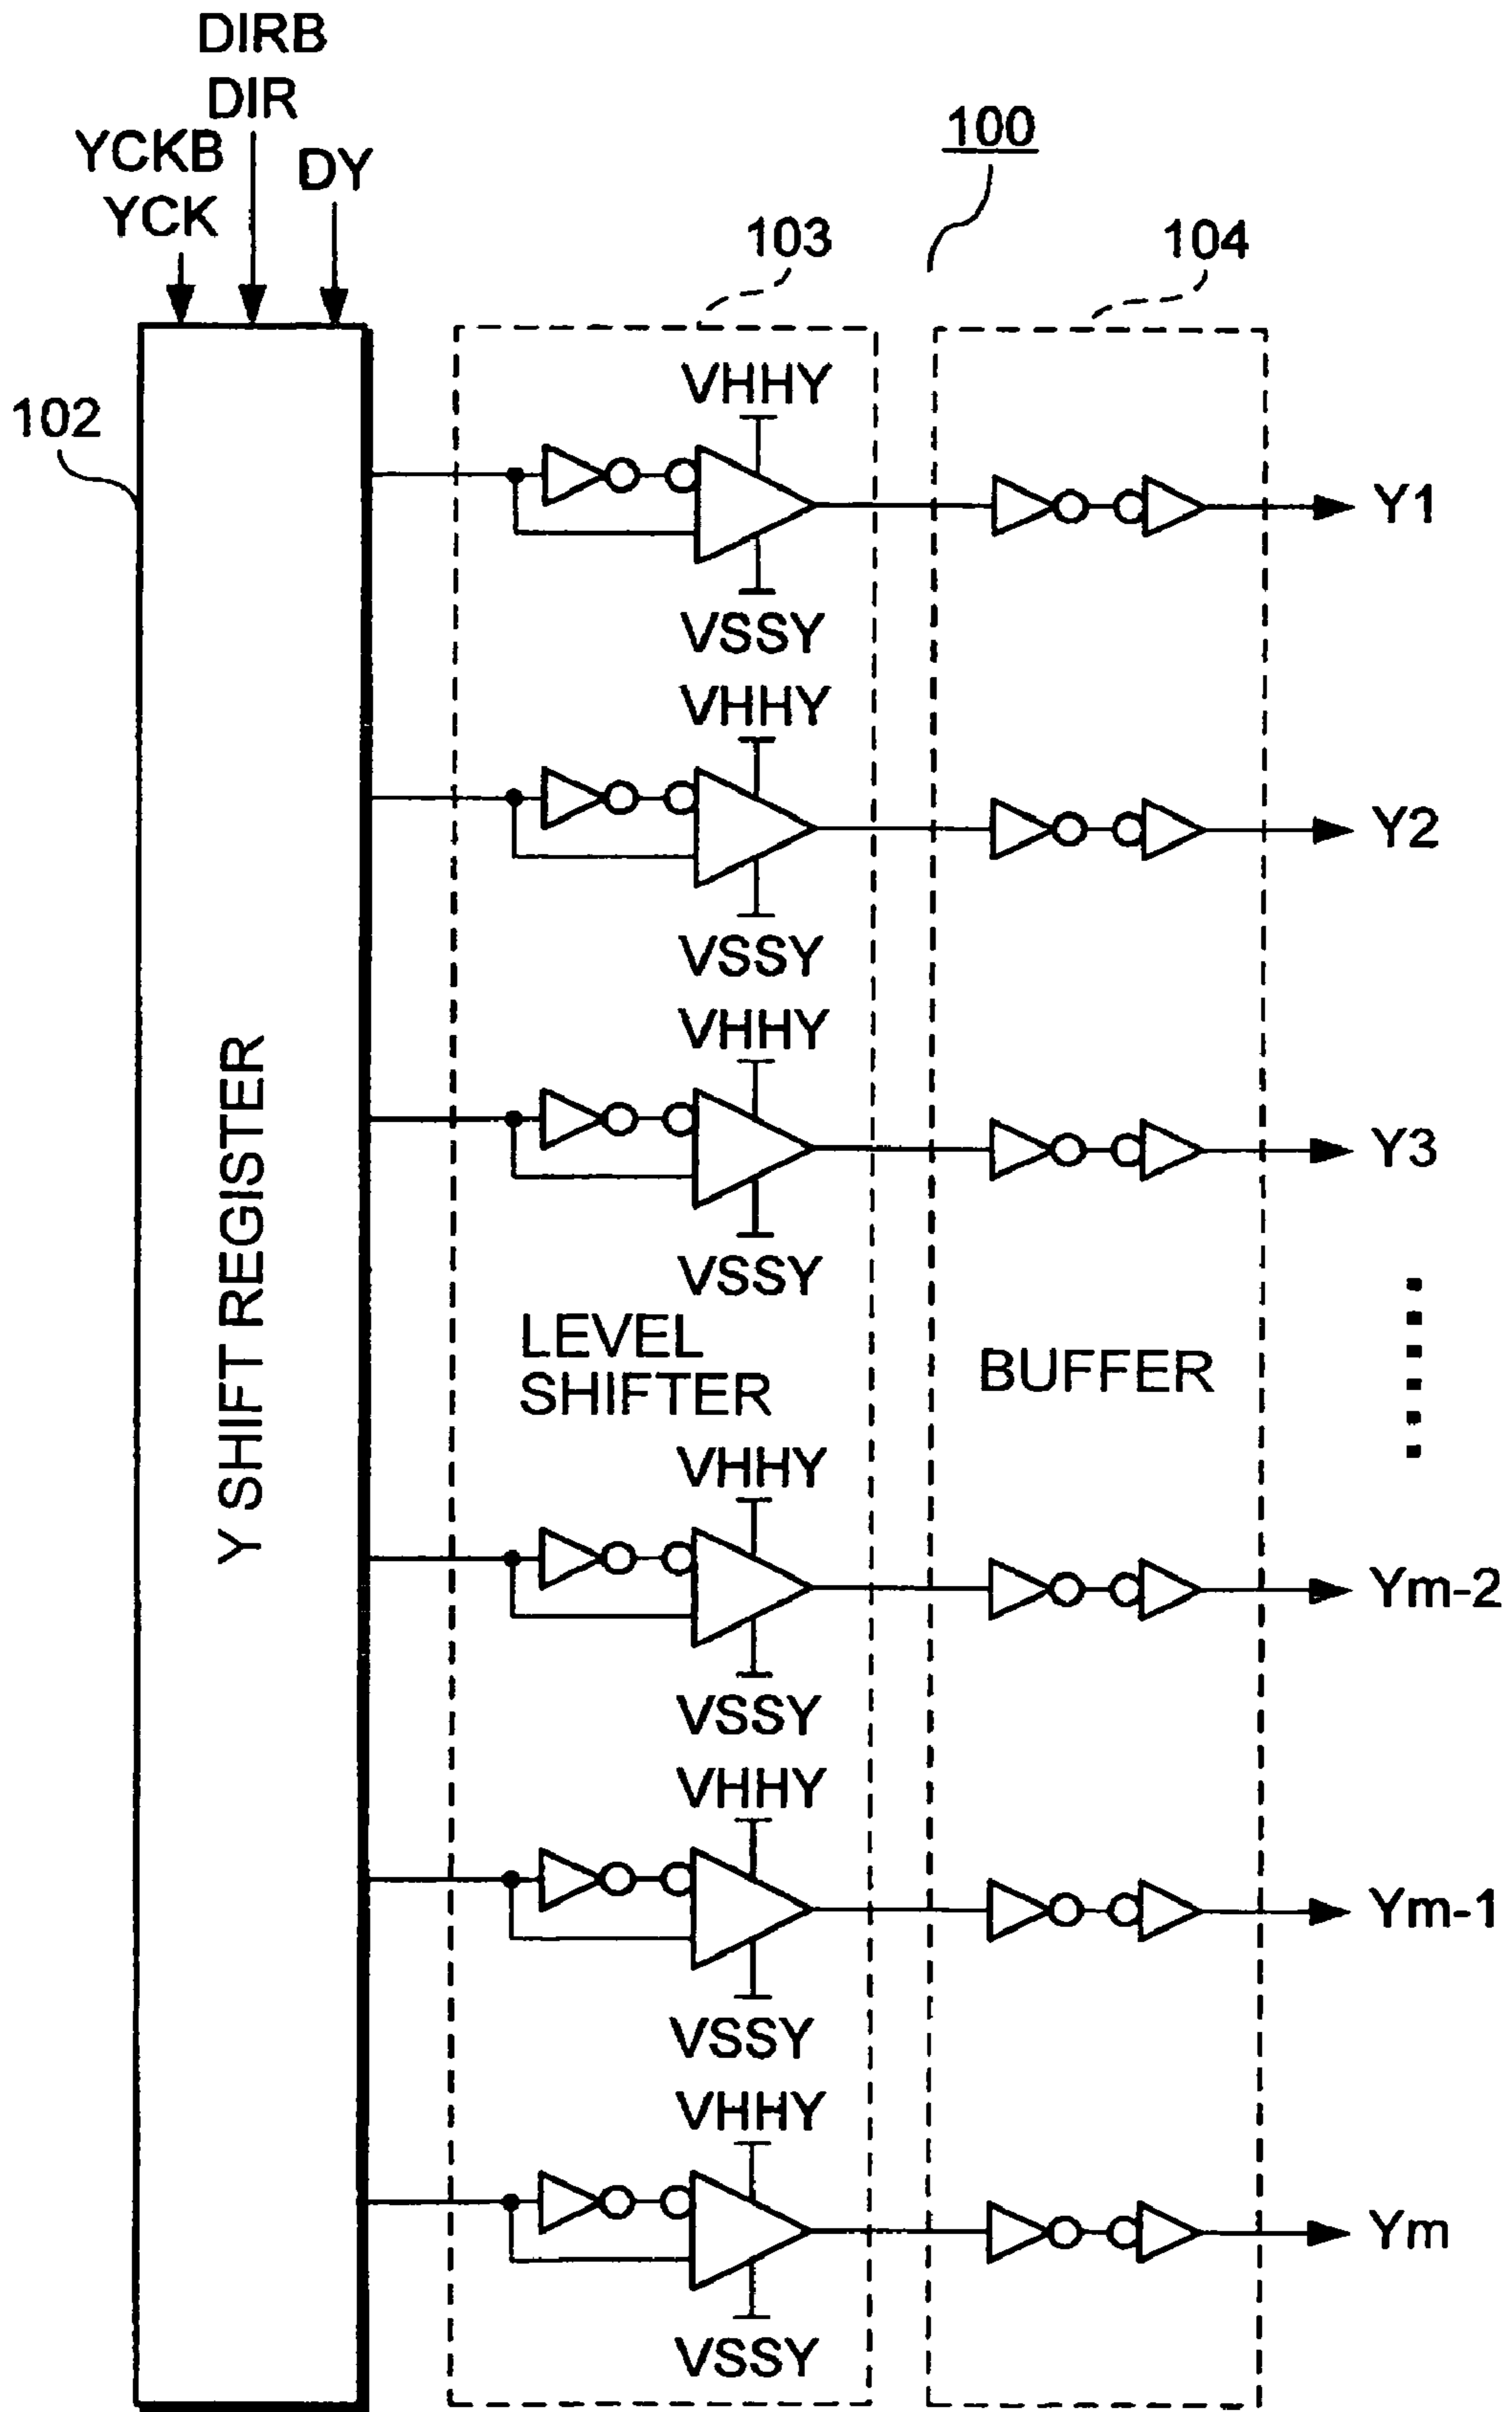 DIRB
DIR
YCKB
YCK
DY
100
103
104
102
VHHY
Y1
VSSY
VHHY
Y2
VSSY
VHHY
Y3
VSSY
Y SHIFT REGISTER
LEVEL
SHIFTER
BUFFER
VHHY
Ym-2
VSSY
VHHY
Ym-1
VSSY
VHHY
Ym
VSSY